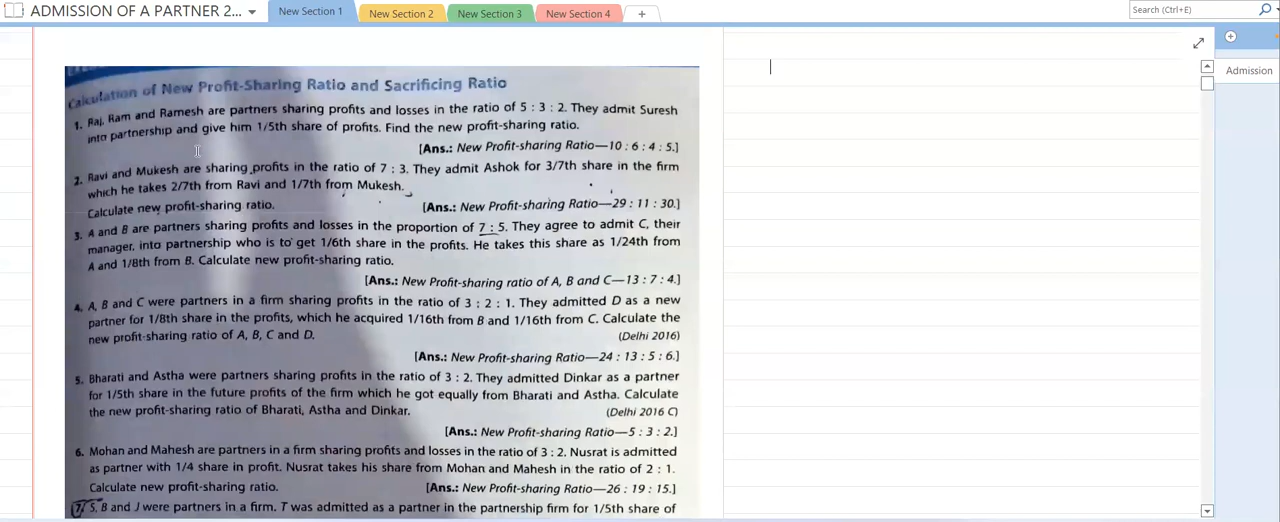 ADMISSION OF A PARTNER 2...
New Section 1
New Section 2
New Section 3
New Section 4
+
Search (Ctrl+E)
Admission
Calculation of New Profit-Sharing Ratio and Sacrificing Ratio
1. Raj, Ram and Ramesh are partners sharing profits and losses in the ratio of 5 : 3 : 2. They admit Suresh
into partnership and give him 1/5th share of profits. Find the new profit-sharing ratio.
[Ans.: New Profit-sharing Ratio—10 : 6 : 4 : 5.]
2. Ravi and Mukesh are sharing profits in the ratio of 7 : 3. They admit Ashok for 3/7th share in the firm
which he takes 2/7th from Ravi and 1/7th from Mukesh.
Calculate new profit-sharing ratio.
[Ans.: New Profit-sharing Ratio—29 : 11 : 30.]
3. A and B are partners sharing profits and losses in the proportion of 7 : 5. They agree to admit C, their
manager, into partnership who is to get 1/6th share in the profits. He takes this share as 1/24th from
A and 1/8th from B. Calculate new profit-sharing ratio.
[Ans.: New Profit-sharing ratio of A, B and C—13 : 7 : 4.]
4. A, B and C were partners in a firm sharing profits in the ratio of 3 : 2 : 1. They admitted D as a new
partner for 1/8th share in the profits, which he acquired 1/16th from B and 1/16th from C. Calculate the
new profit-sharing ratio of A, B, C and D. (Delhi 2016)
[Ans.: New Profit-sharing Ratio—24 : 13 : 5 : 6.]
5. Bharati and Astha were partners sharing profits in the ratio of 3 : 2. They admitted Dinkar as a partner
for 1/5th share in the future profits of the firm which he got equally from Bharati and Astha. Calculate
the new profit-sharing ratio of Bharati, Astha and Dinkar. (Delhi 2016 C)
[Ans.: New Profit-sharing Ratio—5 : 3 : 2.]
6. Mohan and Mahesh are partners in a firm sharing profits and losses in the ratio of 3 : 2. Nusrat is admitted
as partner with 1/4 share in profit. Nusrat takes his share from Mohan and Mahesh in the ratio of 2 : 1.
Calculate new profit-sharing ratio. [Ans.: New Profit-sharing Ratio—26 : 19 : 15.]
7. S, B and J were partners in a firm. T was admitted as a partner in the partnership firm for 1/5th share of